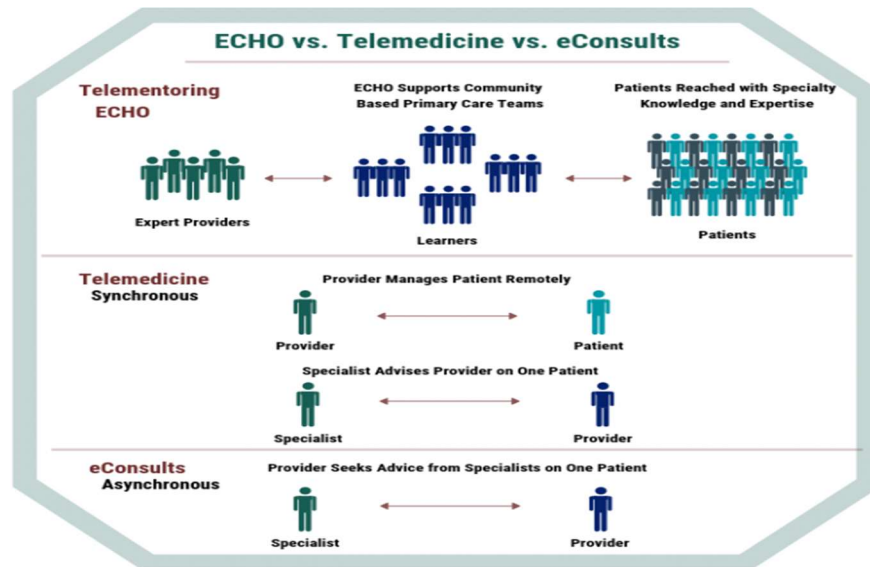 ECHO vs. Telemedicine vs. eConsults
Telementoring
ECHO
ECHO Supports Community
Based Primary Care Teams
Patients Reached with Specialty
Knowledge and Expertise
Expert Providers
Learners
Patients
Telemedicine
Synchronous
Provider Manages Patient Remotely
Provider
Patient
Specialist Advises Provider on One Patient
Specialist
Provider
eConsults
Asynchronous
Provider Seeks Advice from Specialists on One Patient
Specialist
Provider